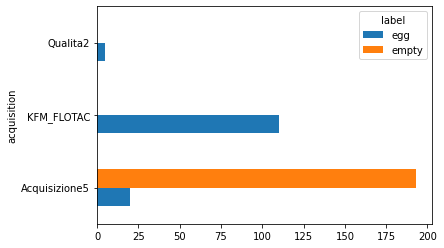 label
egg
empty
Qualita2
KFM_FLOTAC
Acquisizione5
acquisition
0 25 50 75 100 125 150 175 200